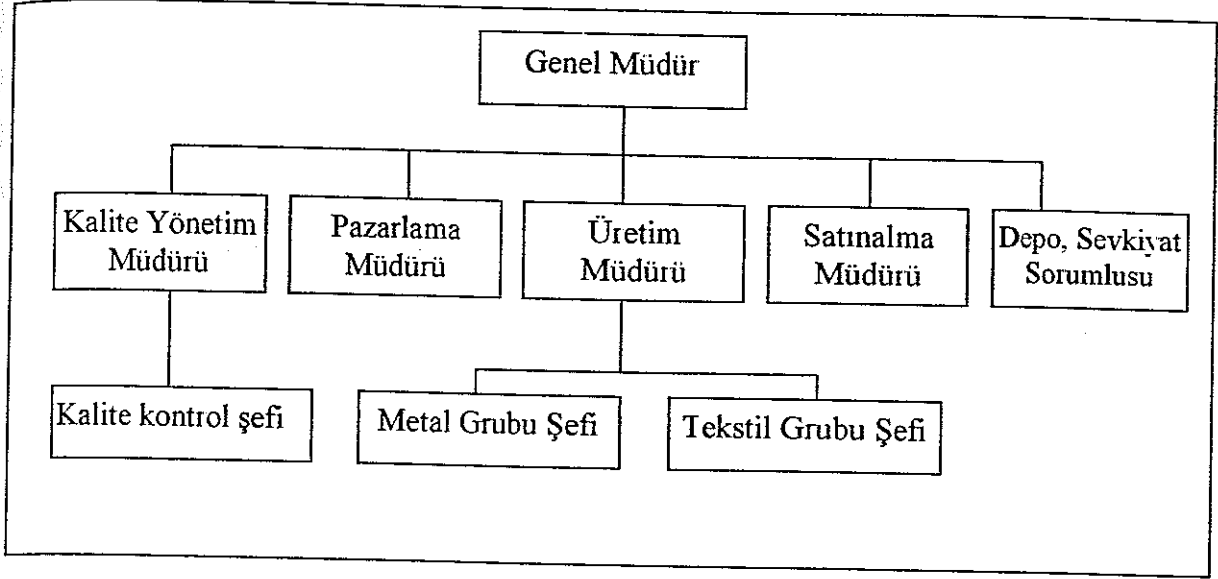 Genel Müdür
Kalite Yönetim
Müdürü
Pazarlama
Müdürü
Üretim
Müdürü
Satınalma
Müdürü
Depo, Sevkiyat
Sorumlusu
Kalite kontrol şefi
Metal Grubu Şefi
Tekstil Grubu Şefi